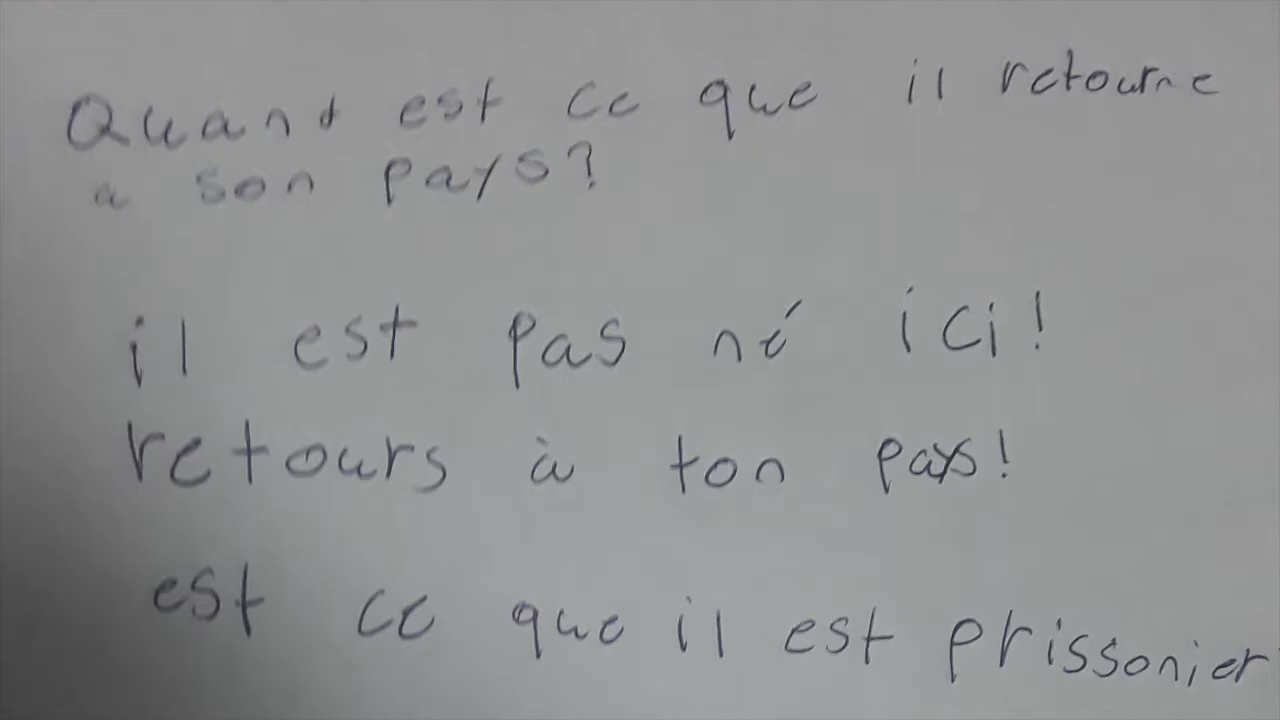 Quand est ce que il retourne
a son pays?
il est pas né ici!
retours à ton pays!
est ce que il est prissonier